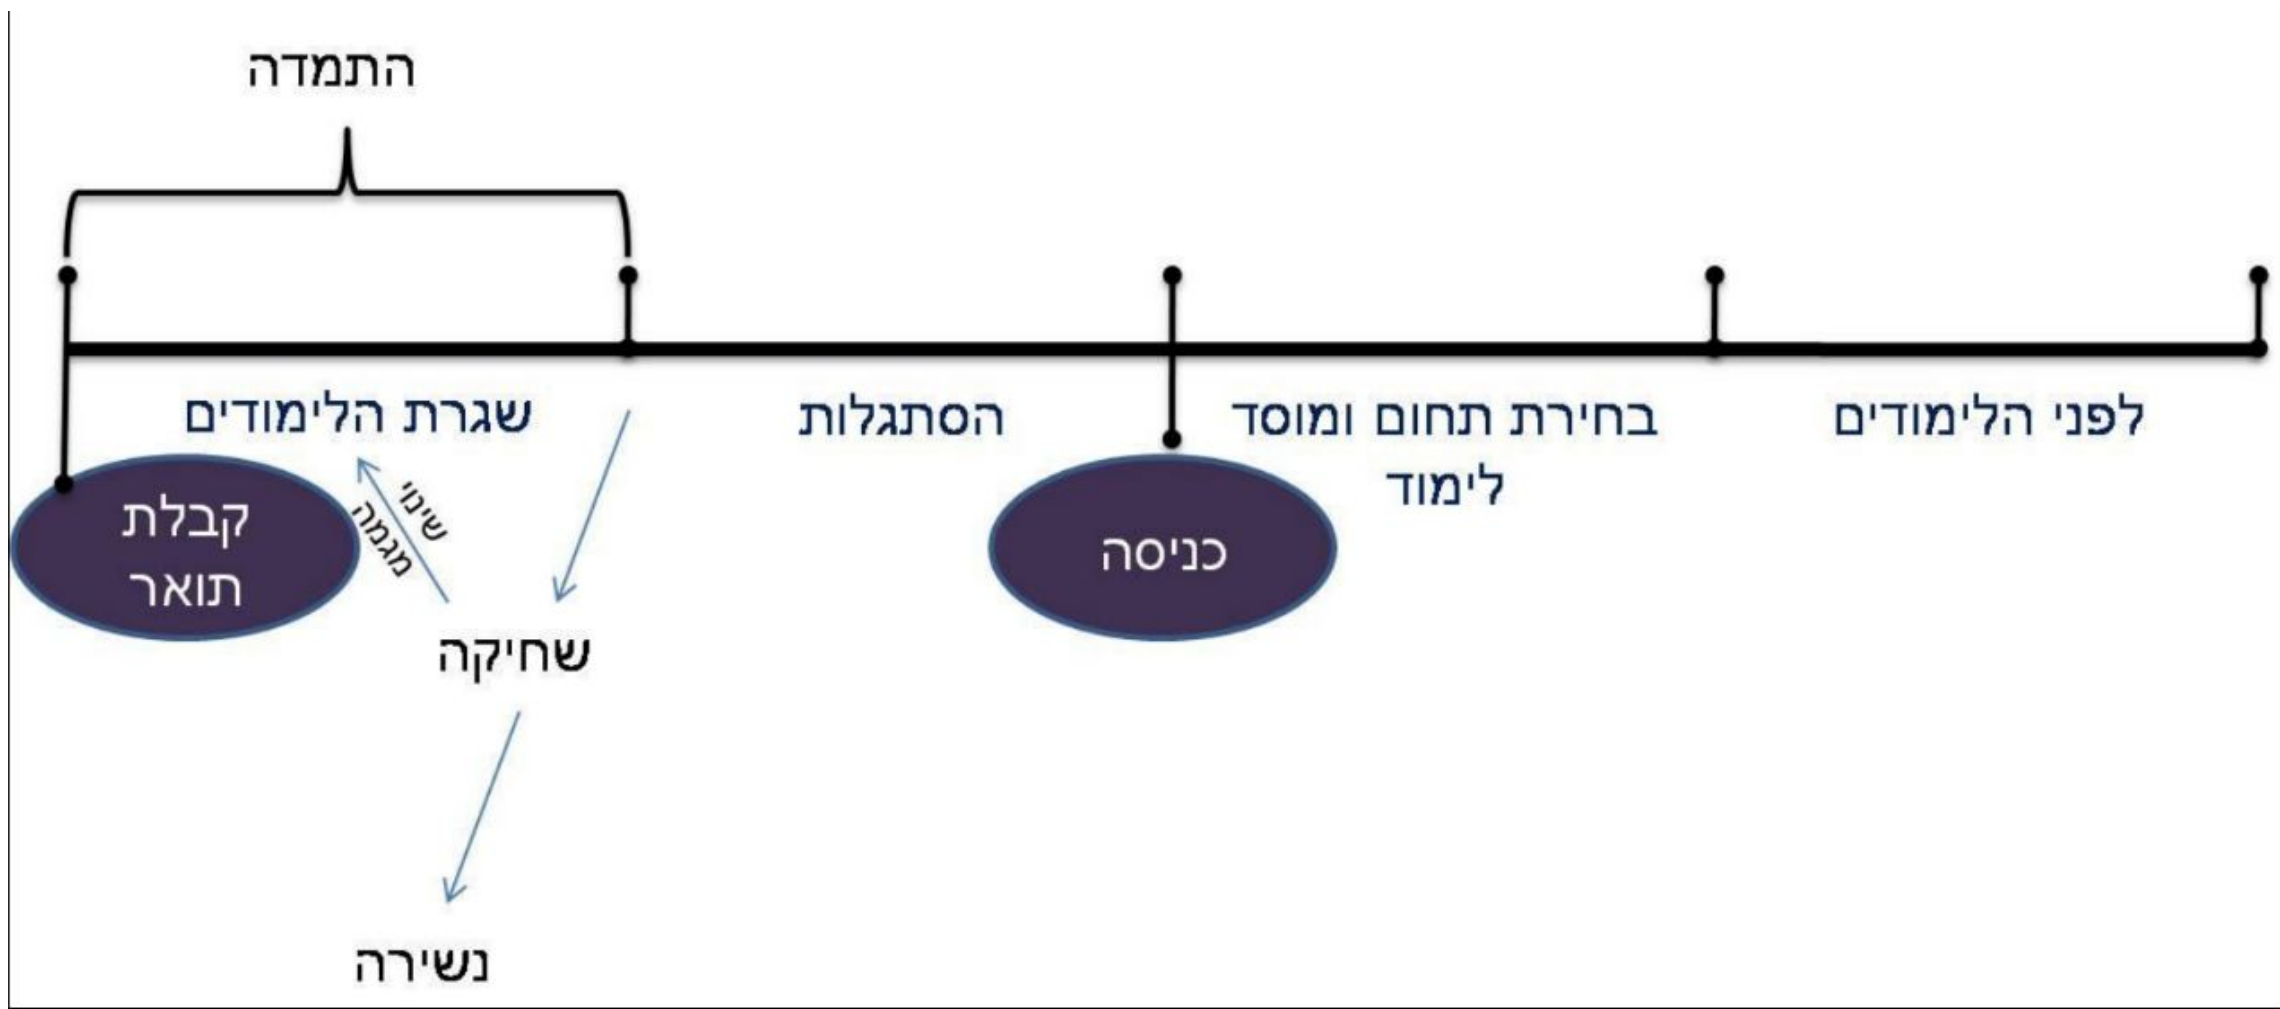 התמדה
לפני הלימודים
בחירת תחום ומוסד
לימוד
הסתגלות
שגרת הלימודים
כניסה
קבלת
תואר
שינוי
מגמה
שחיקה
נשירה